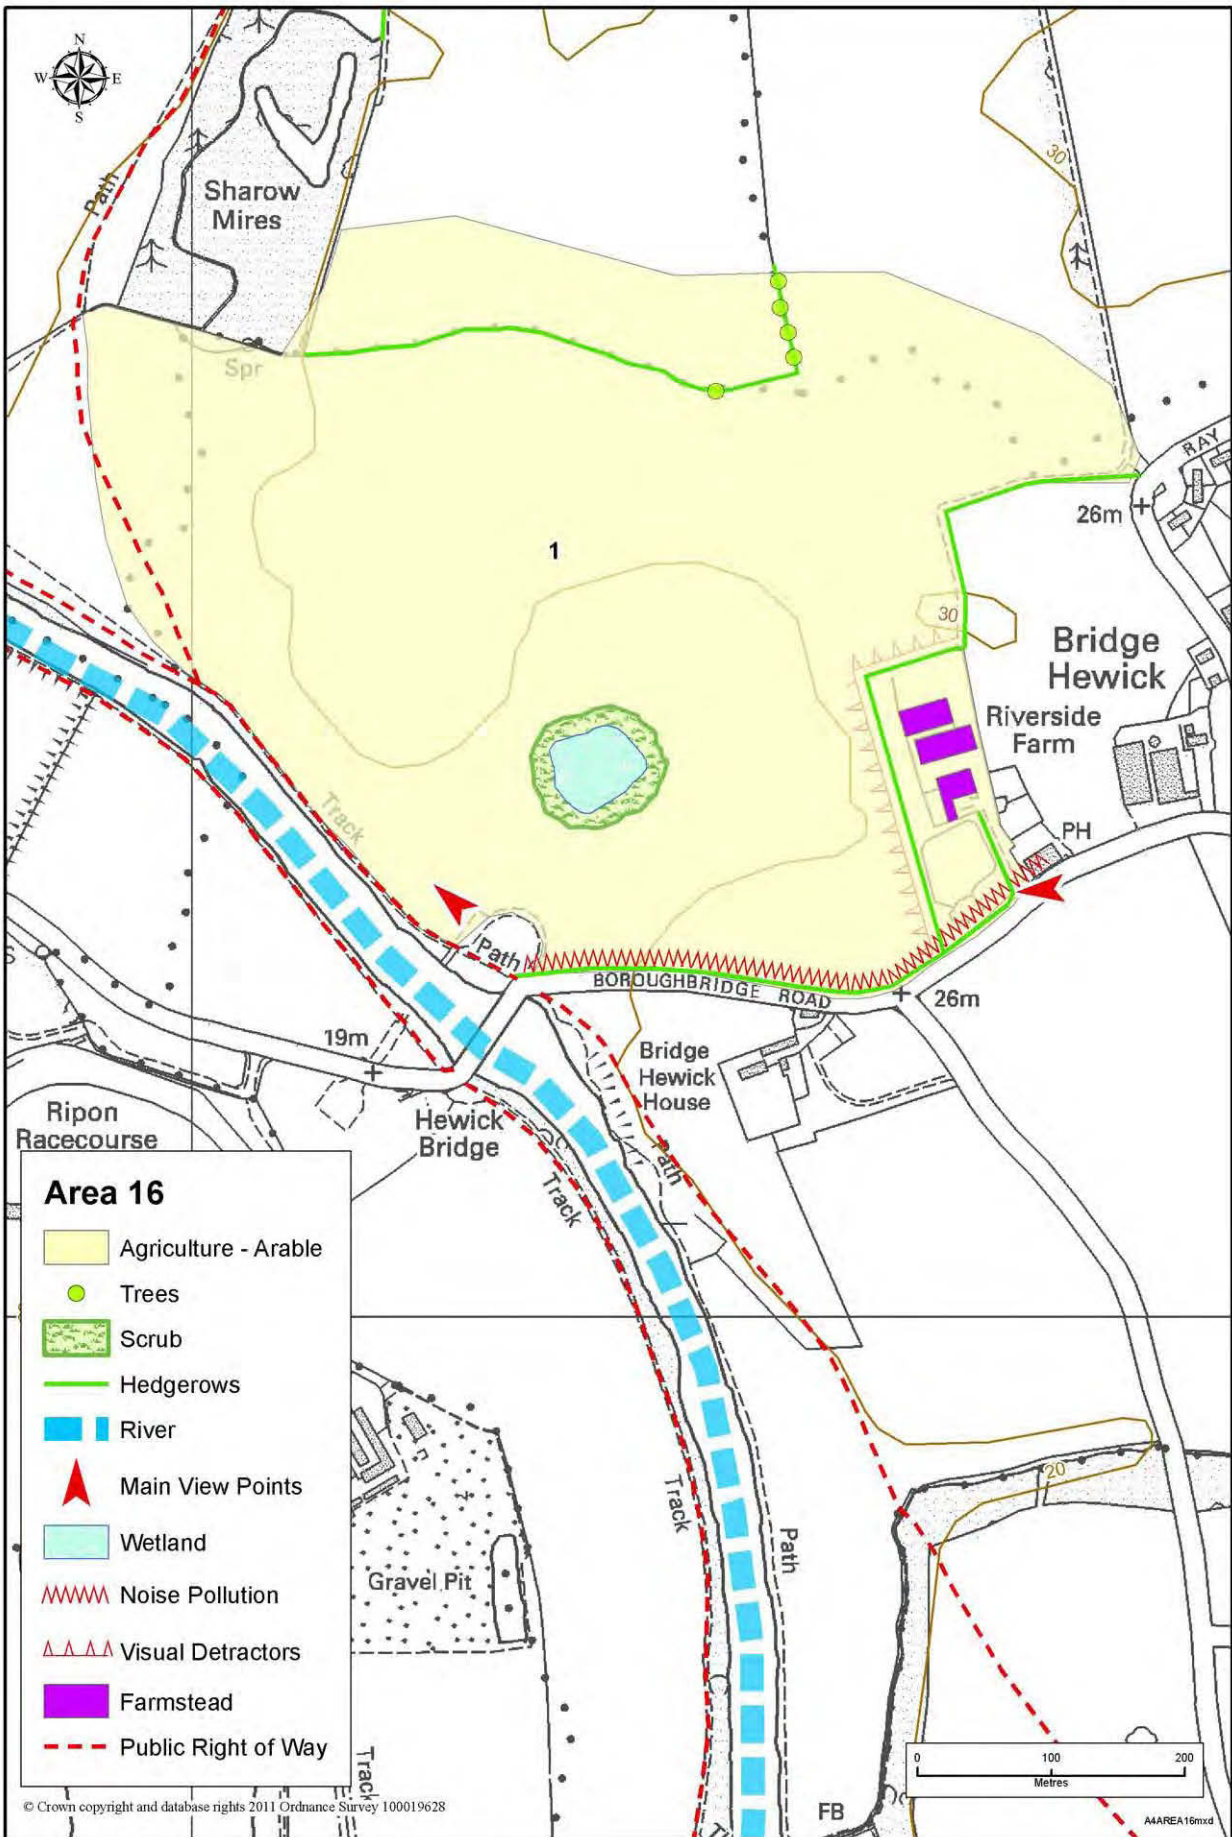 N
W E
S
Path
Sharow
Mires
Spr
30
RAY
26m
1
30
Bridge
Hewick
Riverside
Farm
Track
PH
Path
BOROUGHBRIDGE ROAD
26m
19m
Bridge
Hewick
House
Ripon
Racecourse
Hewick
Bridge
Path
Track
Area 16
Agriculture - Arable
Trees
Scrub
Hedgerows
River
Main View Points
Wetland
Noise Pollution
Visual Detractors
Farmstead
Public Right of Way
20
Track
Path
Gravel Pit
Track
FB
0 100 200
Metres
© Crown copyright and database rights 2011 Ordnance Survey 100019628
A4AREA16mxd